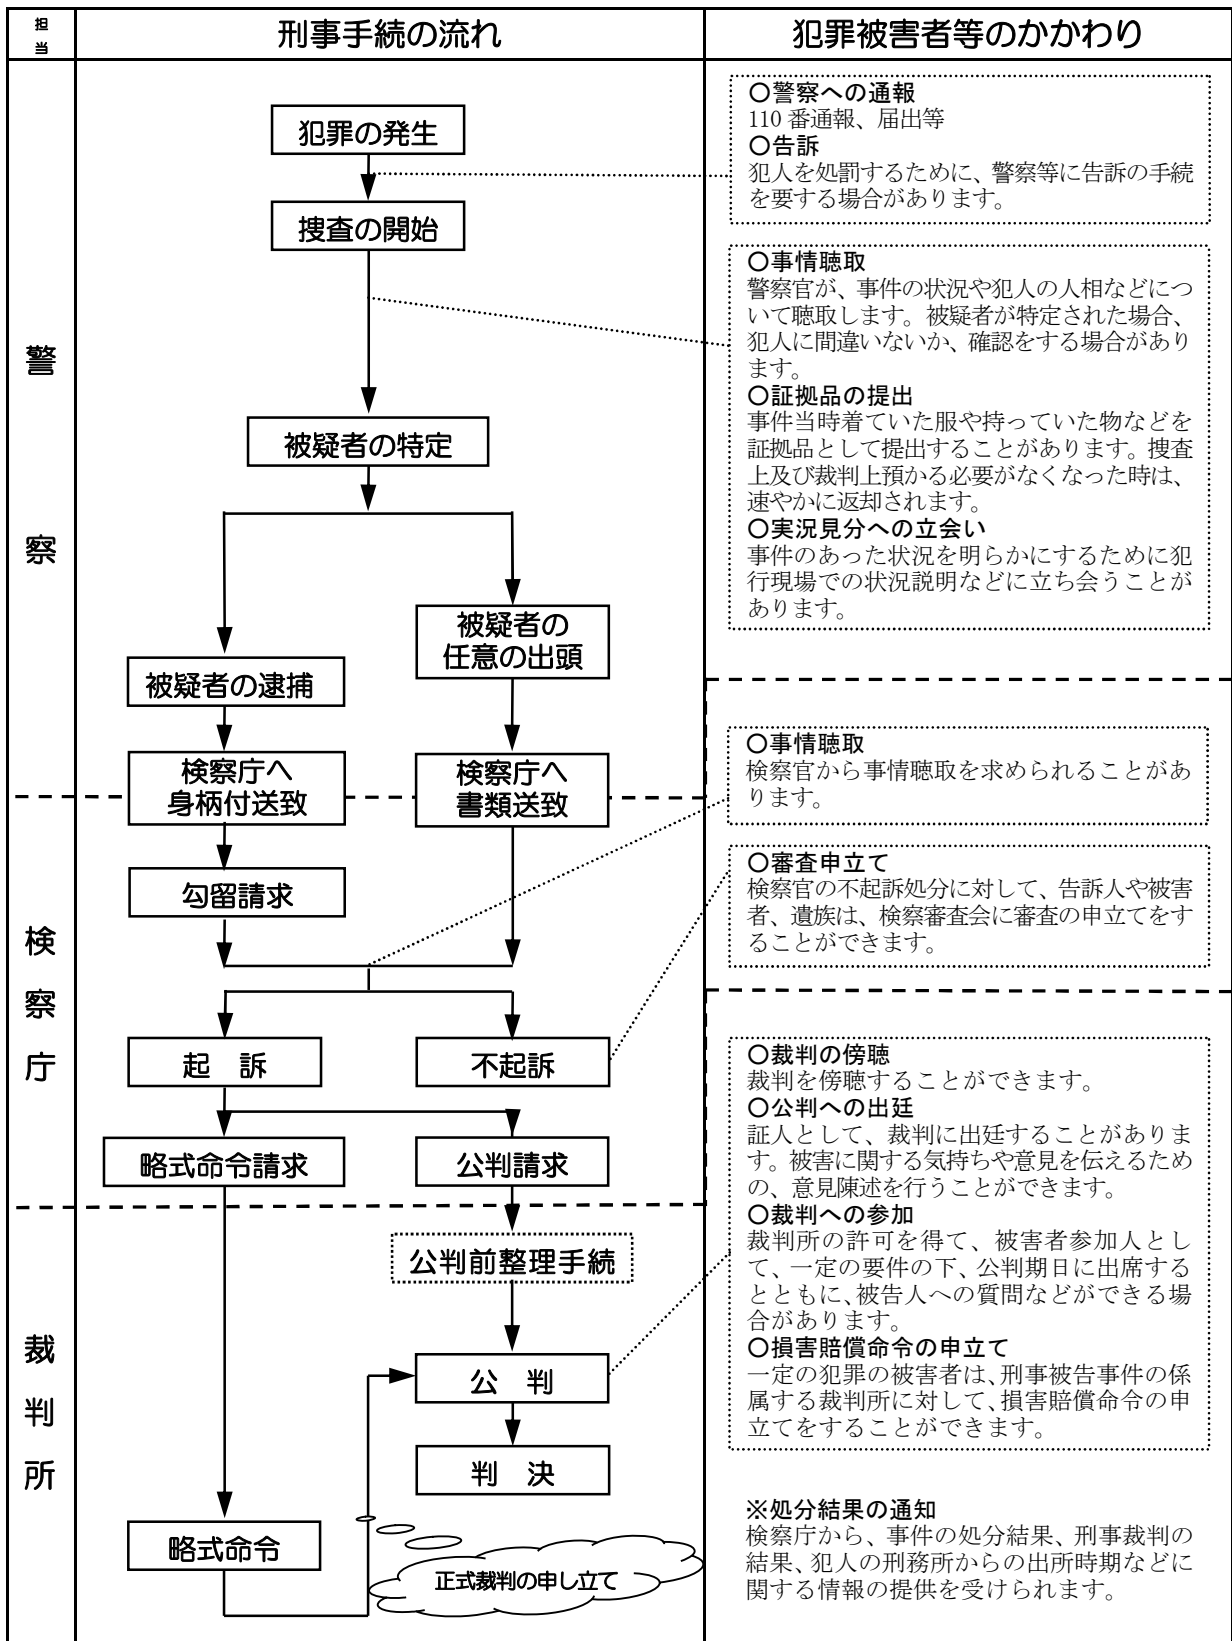 担
当
刑事手続の流れ
犯罪被害者等のかかわり
警
察
検
察
庁
裁
判
所
犯罪の発生
捜査の開始
被疑者の特定
被疑者の
任意の出頭
被疑者の逮捕
検察庁へ
身柄付送致
検察庁へ
書類送致
勾留請求
起　訴
不起訴
略式命令請求
公判請求
公判前整理手続
公　判
判　決
略式命令
正式裁判の申し立て
○警察への通報
110 番通報、届出等
○告訴
犯人を処罰するために、警察等に告訴の手続
を要する場合があります。
○事情聴取
警察官が、事件の状況や犯人の人相などにつ
いて聴取します。被疑者が特定された場合、
犯人に間違いないか、確認をする場合があり
ます。
○証拠品の提出
事件当時着ていた服や持っていた物などを
証拠品として提出することがあります。捜査
上及び裁判上預かる必要がなくなった時は、
速やかに返却されます。
○実況見分への立会い
事件のあった状況を明らかにするために犯
行現場での状況説明などに立ち会うことが
あります。
○事情聴取
検察官から事情聴取を求められることがあ
ります。
○審査申立て
検察官の不起訴処分に対して、告訴人や被害
者、遺族は、検察審査会に審査の申立てをす
ることができます。
○裁判の傍聴
裁判を傍聴することができます。
○公判への出廷
証人として、裁判に出廷することがありま
す。被害に関する気持ちや意見を伝えるため
の、意見陳述を行うことができます。
○裁判への参加
裁判所の許可を得て、被害者参加人とし
て、一定の要件の下、公判期日に出席する
とともに、被告人への質問などができる場
合があります。
○損害賠償命令の申立て
一定の犯罪の被害者は、刑事被告事件の係
属する裁判所に対して、損害賠償命令の申
立てをすることができます。
※処分結果の通知
検察庁から、事件の処分結果、刑事裁判の
結果、犯人の刑務所からの出所時期などに
関する情報の提供を受けられます。